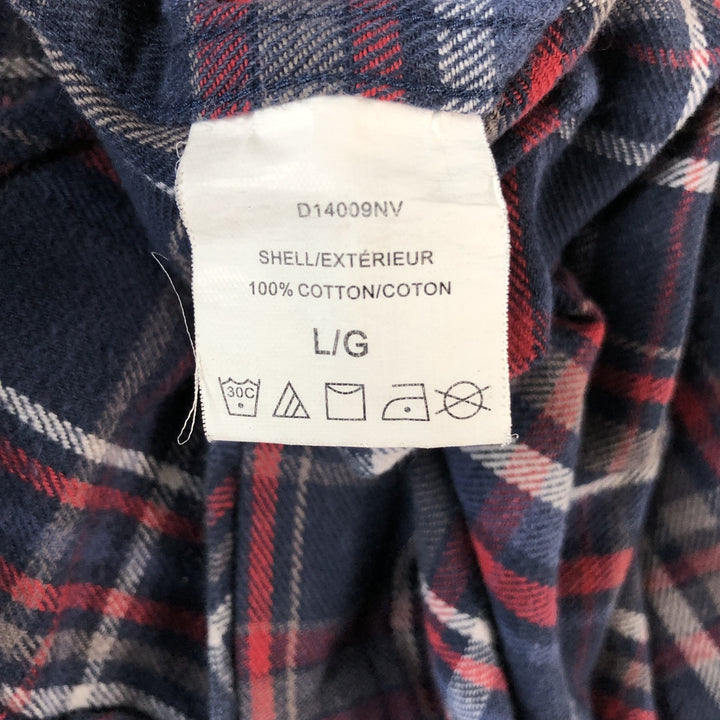 D14009NV
SHELL/EXTÉRIEUR
100% COTTON/COTON
L/G
30C